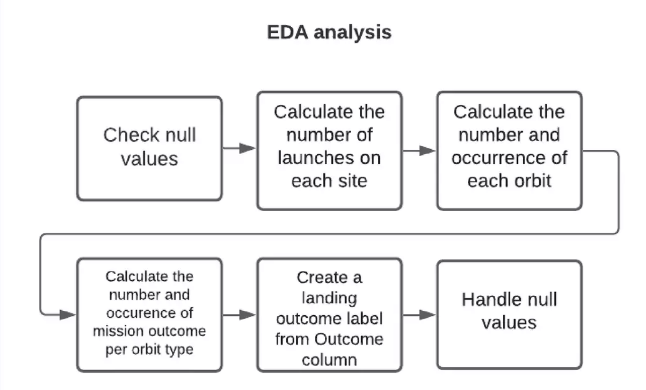 EDA analysis
Check null
values
Calculate the
number of
launches on
each site
Calculate the
number and
occurrence of
each orbit
Calculate the
number and
occurence of
mission outcome
per orbit type
Create a
landing
outcome label
from Outcome
column
Handle null
values